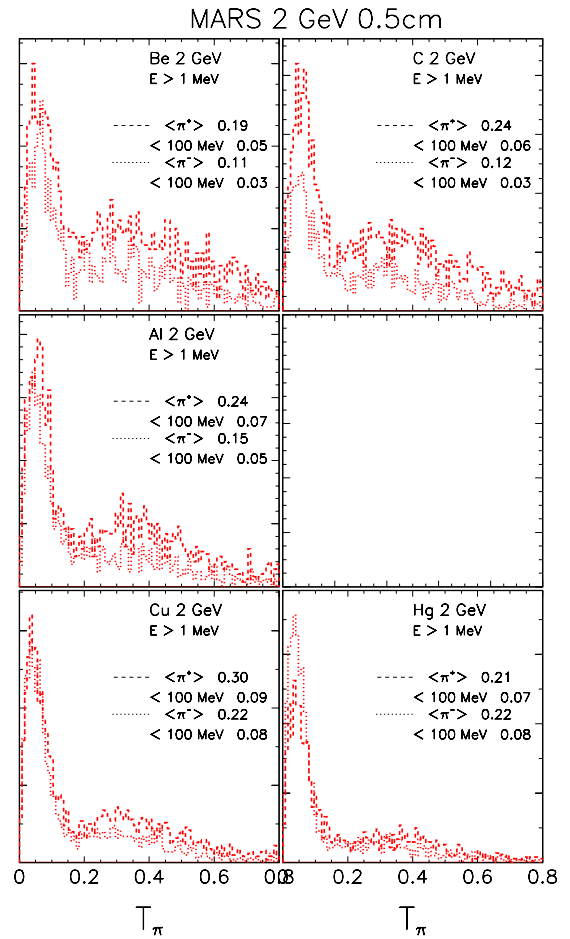 MARS 2 GeV 0.5cm
Be 2 GeV
E > 1 MeV
<π⁺> 0.19
< 100 MeV 0.05
<π⁻> 0.11
< 100 MeV 0.03
C 2 GeV
E > 1 MeV
<π⁺> 0.24
< 100 MeV 0.06
<π⁻> 0.12
< 100 MeV 0.03
Al 2 GeV
E > 1 MeV
<π⁺> 0.24
< 100 MeV 0.07
<π⁻> 0.15
< 100 MeV 0.05
Cu 2 GeV
E > 1 MeV
<π⁺> 0.30
< 100 MeV 0.09
<π⁻> 0.22
< 100 MeV 0.08
Hg 2 GeV
E > 1 MeV
<π⁺> 0.21
< 100 MeV 0.07
<π⁻> 0.22
< 100 MeV 0.08
0 0.2 0.4 0.6 0.2 0.4 0.6 0.8
T_π T_π